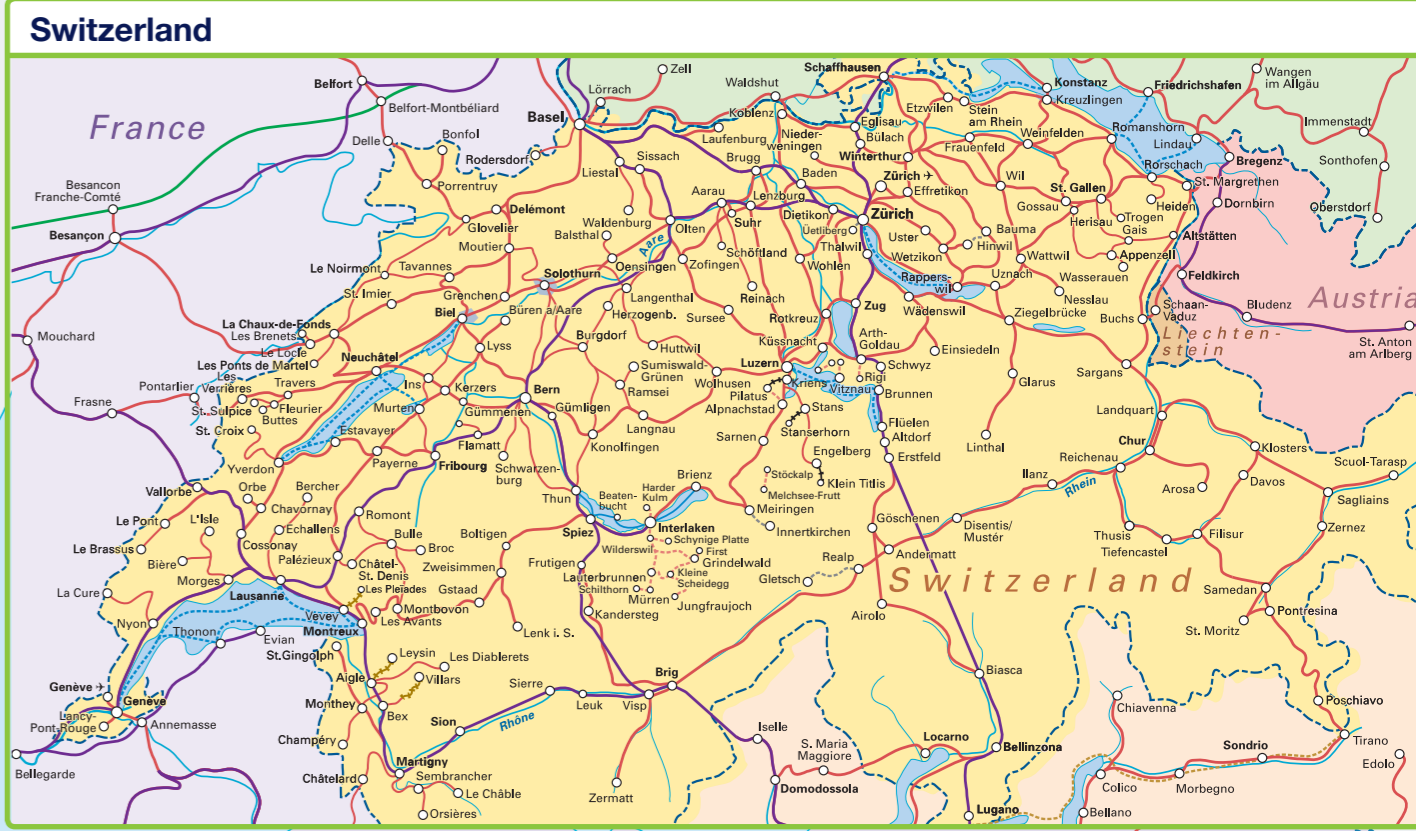 Switzerland
France
Belfort
Belfort-Montbéliard
Delle
Bonfol
Porrentruy
Besançon
Franche-Comté
Besançon
Mouchard
Frasne
Pontarlier
Vallorbe
Le Pont
Le Brassus
Basel
Lörrach
Zell
Rodersdorf
Waldshut
Koblenz
Laufenburg
Nieder-
weningen
Schaffhausen
Eglisau
Bülach
Winterthur
Etzwilen
Stein
am Rhein
Konstanz
Kreuzlingen
Friedrichshafen
Wangen
im Allgäu
Immenstadt
Sonthofen
Oberstdorf
Frauenfeld
Weinfelden
Romanshorn
Lindau
Rorschach
Bregenz
St. Margrethen
Dornbirn
Sissach
Liestal
Waldenburg
Balsthal
Delémont
Glovelier
Moutier
Le Noirmont
Tavannes
St. Imier
Grenchen
Solothurn
Oensingen
Aare
Olten
Aarau
Brugg
Lenzburg
Suhr
Baden
Dietikon
Zürich
Effretikon
Zürich
Üetliberg
Thalwil
Uster
Wetzikon
Wil
Gossau
St. Gallen
Herisau
Trogen
Gais
Heiden
Bauma
Hinwil
Wattwil
Appenzell
Wasserauen
Altstätten
Feldkirch
Bludenz
Austria
St. Anton
am Arlberg
Zofingen
Schöftland
Reinach
Wohlen
Rappers-
wil
Uznach
Nesslau
Ziegelbrücke
Buchs
Schaan-
Vaduz
Liechten-
stein
Wädenswil
Einsiedeln
Zug
Rotkreuz
Arth-
Goldau
Küssnacht
Luzern
Kriens
Vitznau
Rigi
Schwyz
Brunnen
Sursee
Langenthal
Herzogenb.
Büren a/Aare
Biel
Burgdorf
Huttwil
Sumiswald-
Grünen
Ramsei
Wolhusen
Pilatus
Alpnachstad
Stans
Stanserhorn
Langnau
Konolfingen
Gümligen
Bern
Lyss
Kerzers
Ins
Murten
Gümmenen
Flamatt
Schwarzen-
burg
Neuchâtel
La Chaux-de-Fonds
Les Brenets
Le Locle
Les Ponts de Martel
Les
Verrières
Travers
St. Sulpice
Fleurier
Buttes
St. Croix
Estavayer
Payerne
Fribourg
Yverdon
Orbe
Chavornay
Bercher
Echallens
L'Isle
Cossonay
Bière
Morges
Lausanne
Palézieux
Romont
Bulle
Broc
Châtel-
St. Denis
Les Pleiades
Vevey
Montreux
Les Avants
Montbovon
Gstaad
Zweisimmen
Boltigen
Lenk i. S.
Thun
Spiez
Beaten-
bucht
Harder
Kulm
Interlaken
Brienz
Wilderswil
Schynige Platte
First
Grindelwald
Kleine
Scheidegg
Lauterbrunnen
Schilthorn
Mürren
Jungfraujoch
Frutigen
Kandersteg
Sarnen
Engelberg
Klein Titlis
Stöckalp
Melchsee-Frutt
Meiringen
Innertkirchen
Flüelen
Altdorf
Erstfeld
Göschenen
Andermatt
Realp
Gletsch
Airolo
Glarus
Linthal
Sargans
Landquart
Chur
Reichenau
Rhein
Ilanz
Disentis/
Mustér
Klosters
Arosa
Davos
Thusis
Tiefencastel
Filisur
Scuol-Tarasp
Sagliains
Zernez
Samedan
Pontresina
St. Moritz
Poschiavo
Tirano
Edolo
Sondrio
Morbegno
Colico
Bellano
Chiavenna
Switzerland
Biasca
Bellinzona
Locarno
Lugano
S. Maria
Maggiore
Iselle
Domodossola
Brig
Visp
Zermatt
Leuk
Sierre
Rhône
Sion
Martigny
Sembrancher
Le Châble
Orsières
Châtelard
Champéry
Monthey
Bex
Aigle
Leysin
Les Diablerets
Villars
St.Gingolph
Evian
Thonon
Nyon
La Cure
Genève
Genève
Lancy-
Pont-Rouge
Annemasse
Bellegarde